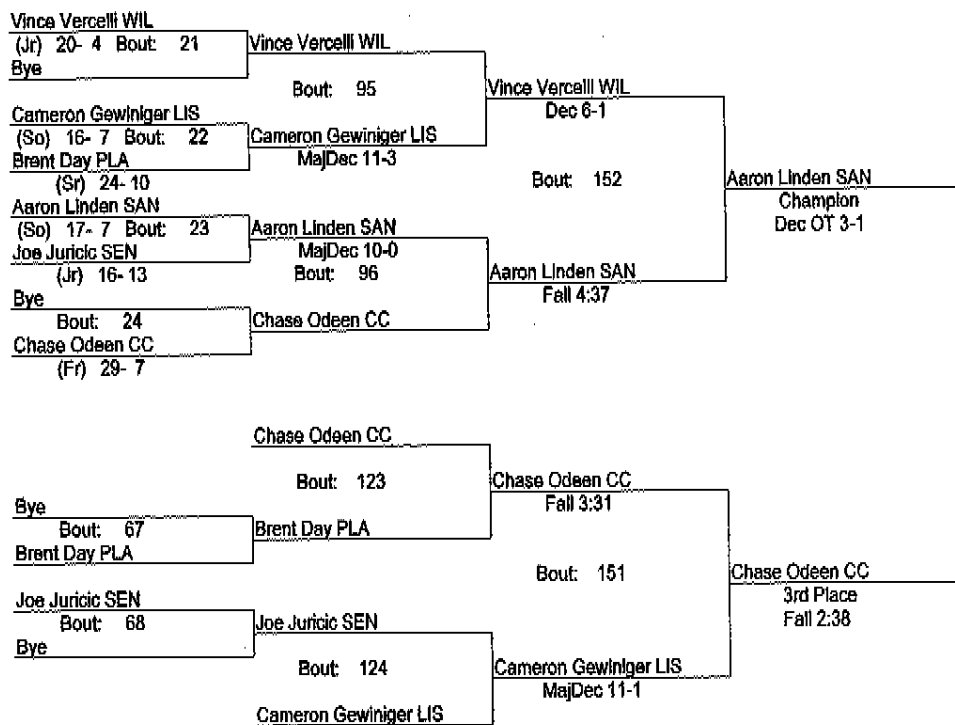 Vince Vercelli WIL
(Jr) 20- 4 Bout: 21
Bye
Vince Vercelli WIL
Bout: 95
Cameron Gewiniger LIS
(So) 16- 7 Bout: 22
Brent Day PLA
(Sr) 24- 10
Cameron Gewiniger LIS
MajDec 11-3
Vince Vercelli WIL
Dec 6-1
Bout: 152
Aaron Linden SAN
(So) 17- 7 Bout: 23
Joe Juricic SEN
(Jr) 16- 13
Aaron Linden SAN
MajDec 10-0
Bout: 96
Bye
Bout: 24
Chase Odeen CC
(Fr) 29- 7
Chase Odeen CC
Aaron Linden SAN
Fall 4:37
Aaron Linden SAN
Champion
Dec OT 3-1
Chase Odeen CC
Bout: 123
Bye
Bout: 67
Brent Day PLA
Brent Day PLA
Chase Odeen CC
Fall 3:31
Bout: 151
Joe Juricic SEN
Bout: 68
Bye
Joe Juricic SEN
Bout: 124
Cameron Gewiniger LIS
Cameron Gewiniger LIS
MajDec 11-1
Chase Odeen CC
3rd Place
Fall 2:38